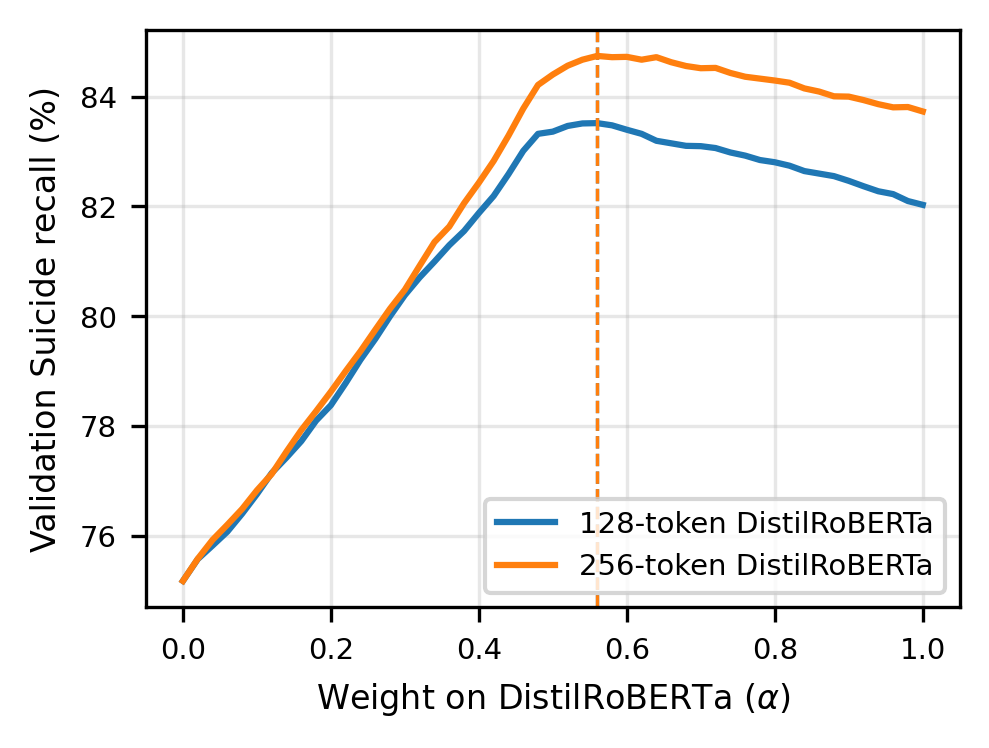 Validation Suicide recall (%)
84
82
80
78
76
128-token DistilRoBERTa
256-token DistilRoBERTa
0.0 0.2 0.4 0.6 0.8 1.0
Weight on DistilRoBERTa (α)